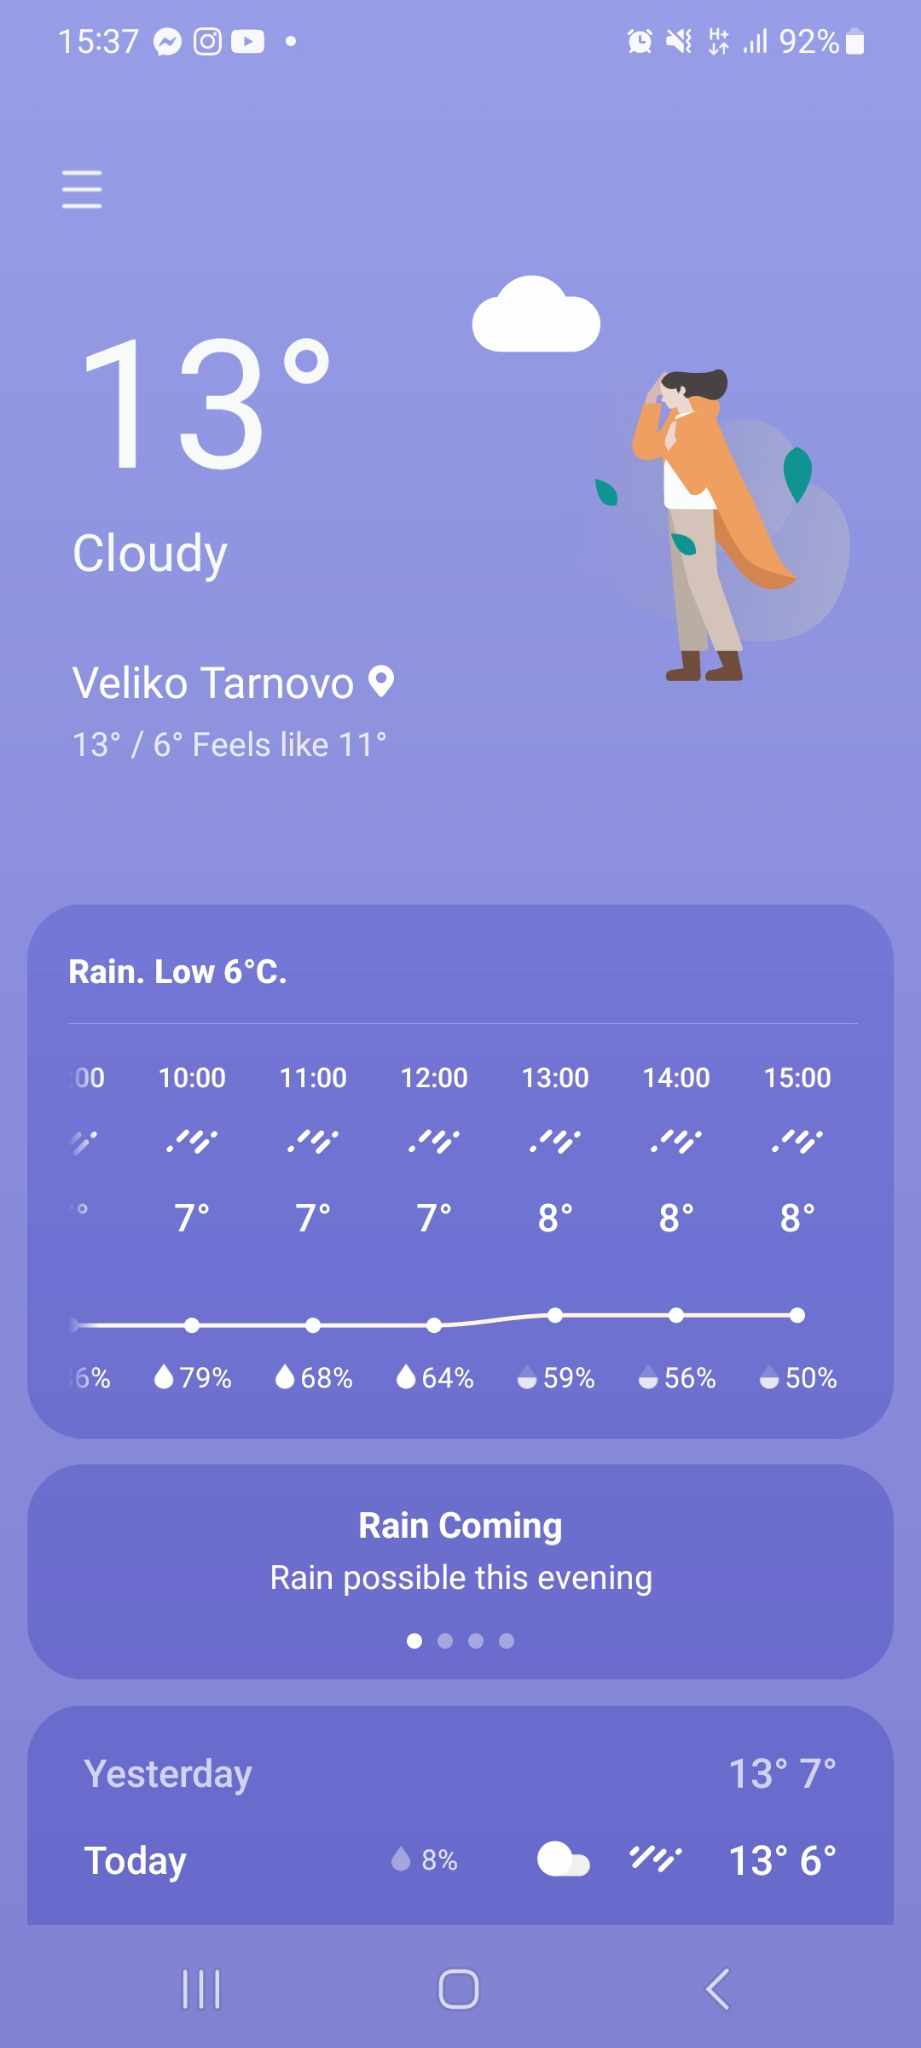 15:37 92%
13°
Cloudy
Veliko Tarnovo
13° / 6° Feels like 11°
Rain. Low 6°C.
:00 10:00 11:00 12:00 13:00 14:00 15:00
° 7° 7° 7° 8° 8° 8°
6% 79% 68% 64% 59% 56% 50%
Rain Coming
Rain possible this evening
Yesterday 13° 7°
Today 8% 13° 6°